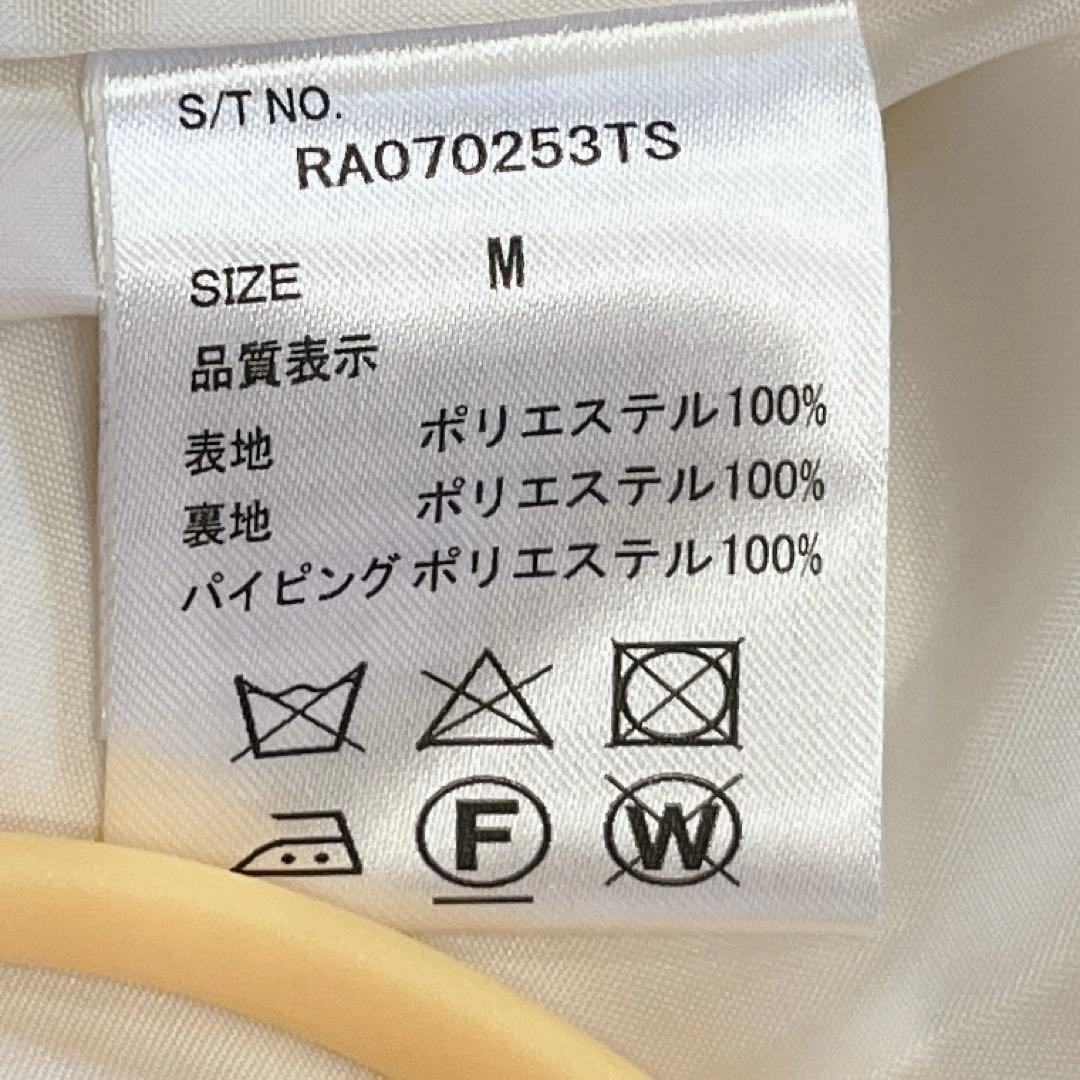 S/T NO.
RA070253TS
SIZE M
品質表示
表地 ポリエステル100%
裏地 ポリエステル100%
パイピング ポリエステル100%
F W